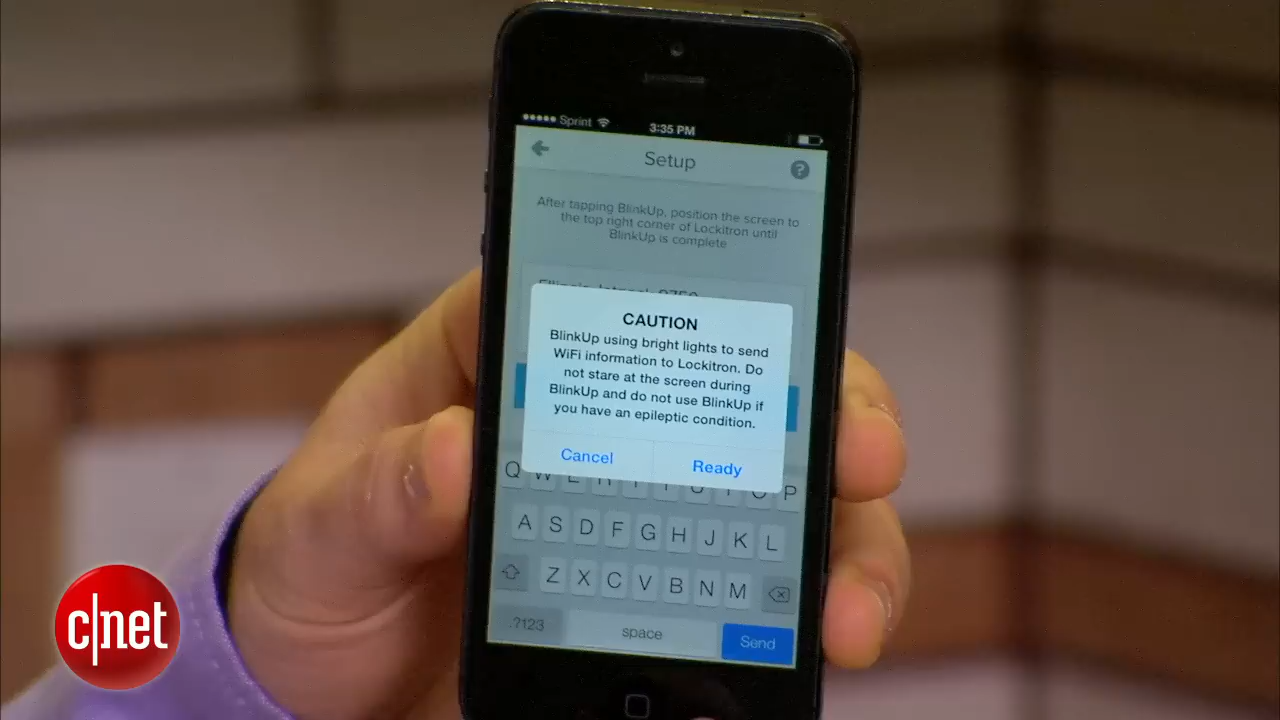 Sprint 3:35 PM
Setup
?
After tapping BlinkUp, position the screen to
the top right corner of Lockitron until
BlinkUp is complete
CAUTION
BlinkUp using bright lights to send
WiFi information to Lockitron. Do
not stare at the screen during
BlinkUp and do not use BlinkUp if
you have an epileptic condition.
Cancel Ready
Q W E R T Y U I O P
A S D F G H J K L
Z X C V B N M
.?123 space Send
c|net